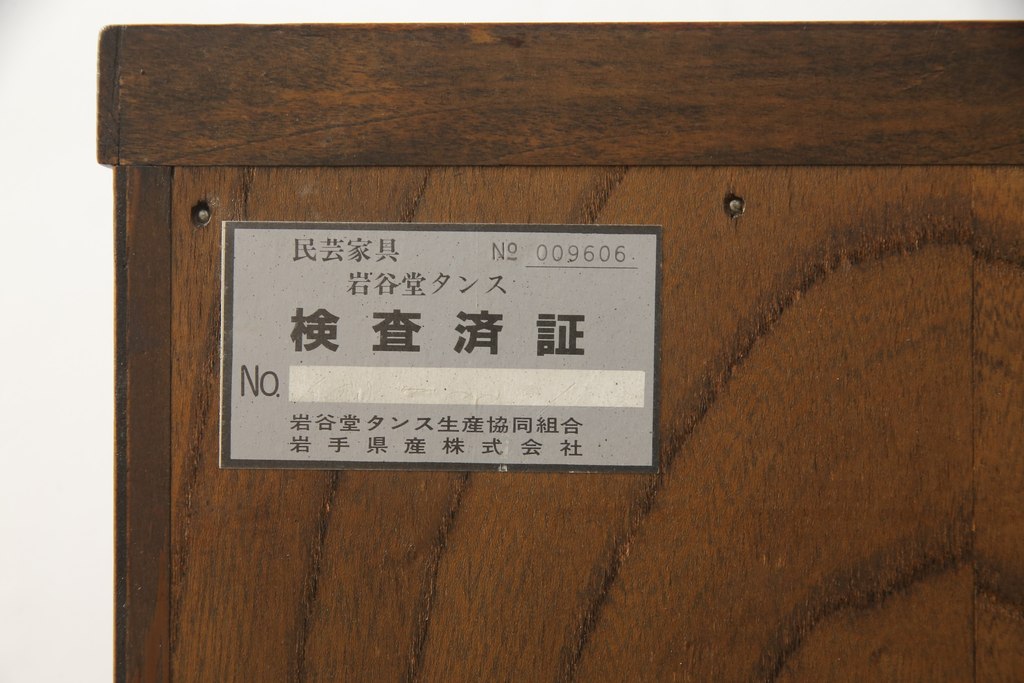 民芸家具 № 009606
岩谷堂タンス
検査済証
No.
岩谷堂タンス生産協同組合
岩手県産株式会社